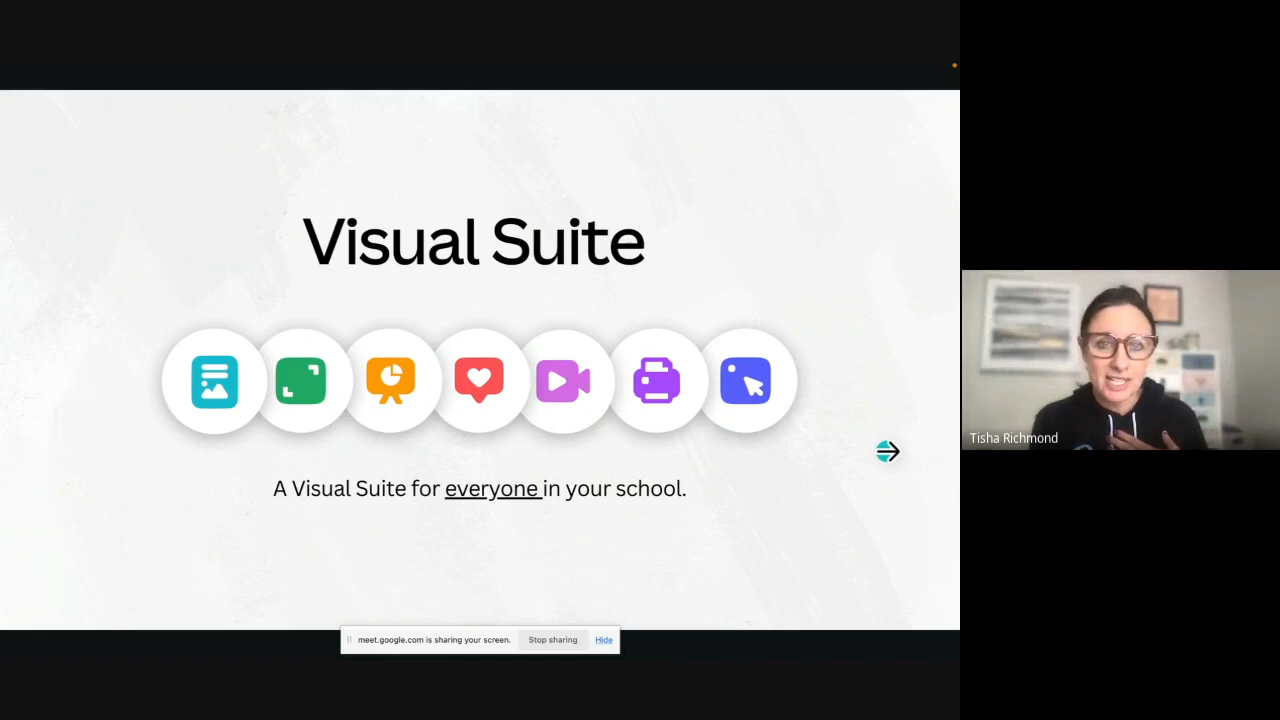 Visual Suite
A Visual Suite for everyone in your school.
Tisha Richmond
meet.google.com is sharing your screen. Stop sharing Hide